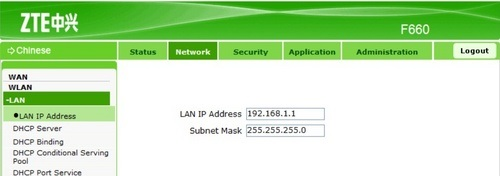 ZTE中兴
F660
Chinese
Status Network Security Application Administration Logout
WAN
WLAN
-LAN
LAN IP Address
DHCP Server
DHCP Binding
DHCP Conditional Serving
Pool
DHCP Port Service
LAN IP Address 192.168.1.1
Subnet Mask 255.255.255.0